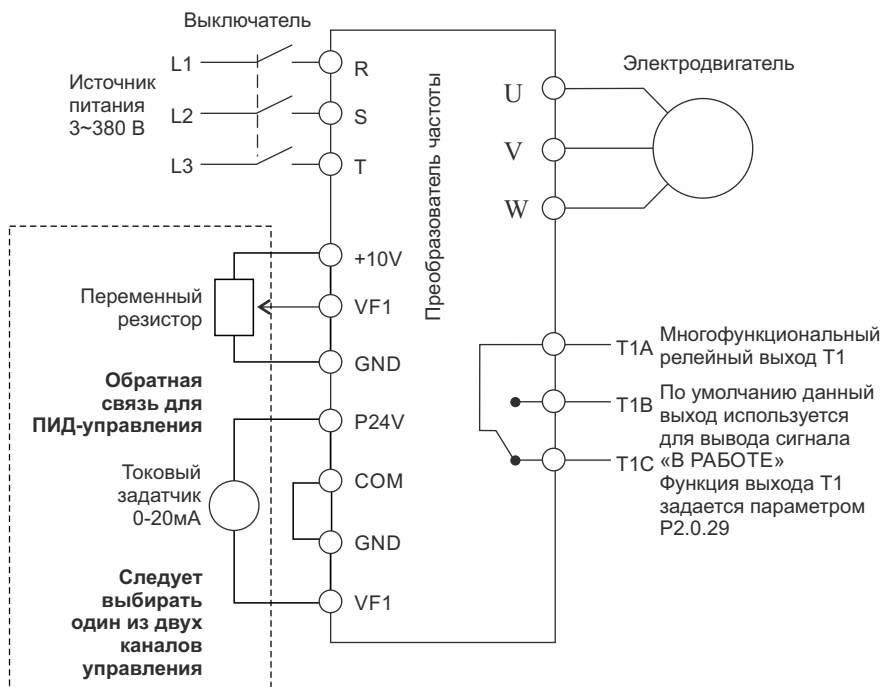 Выключатель
L1
R
Источник
питания
3~380 В
L2
S
L3
T
Преобразователь частоты
U
V
W
Электродвигатель
+10V
Переменный
резистор
VF1
GND
Обратная
связь для
ПИД-управления
P24V
Токовый
задатчик
0-20мА
COM
GND
Следует
выбирать
один из двух
каналов
управления
VF1
T1A
Многофункциональный
релейный выход Т1
T1B
T1C
По умолчанию данный
выход используется
для вывода сигнала
«В РАБОТЕ»
Функция выхода Т1
задается параметром
P2.0.29